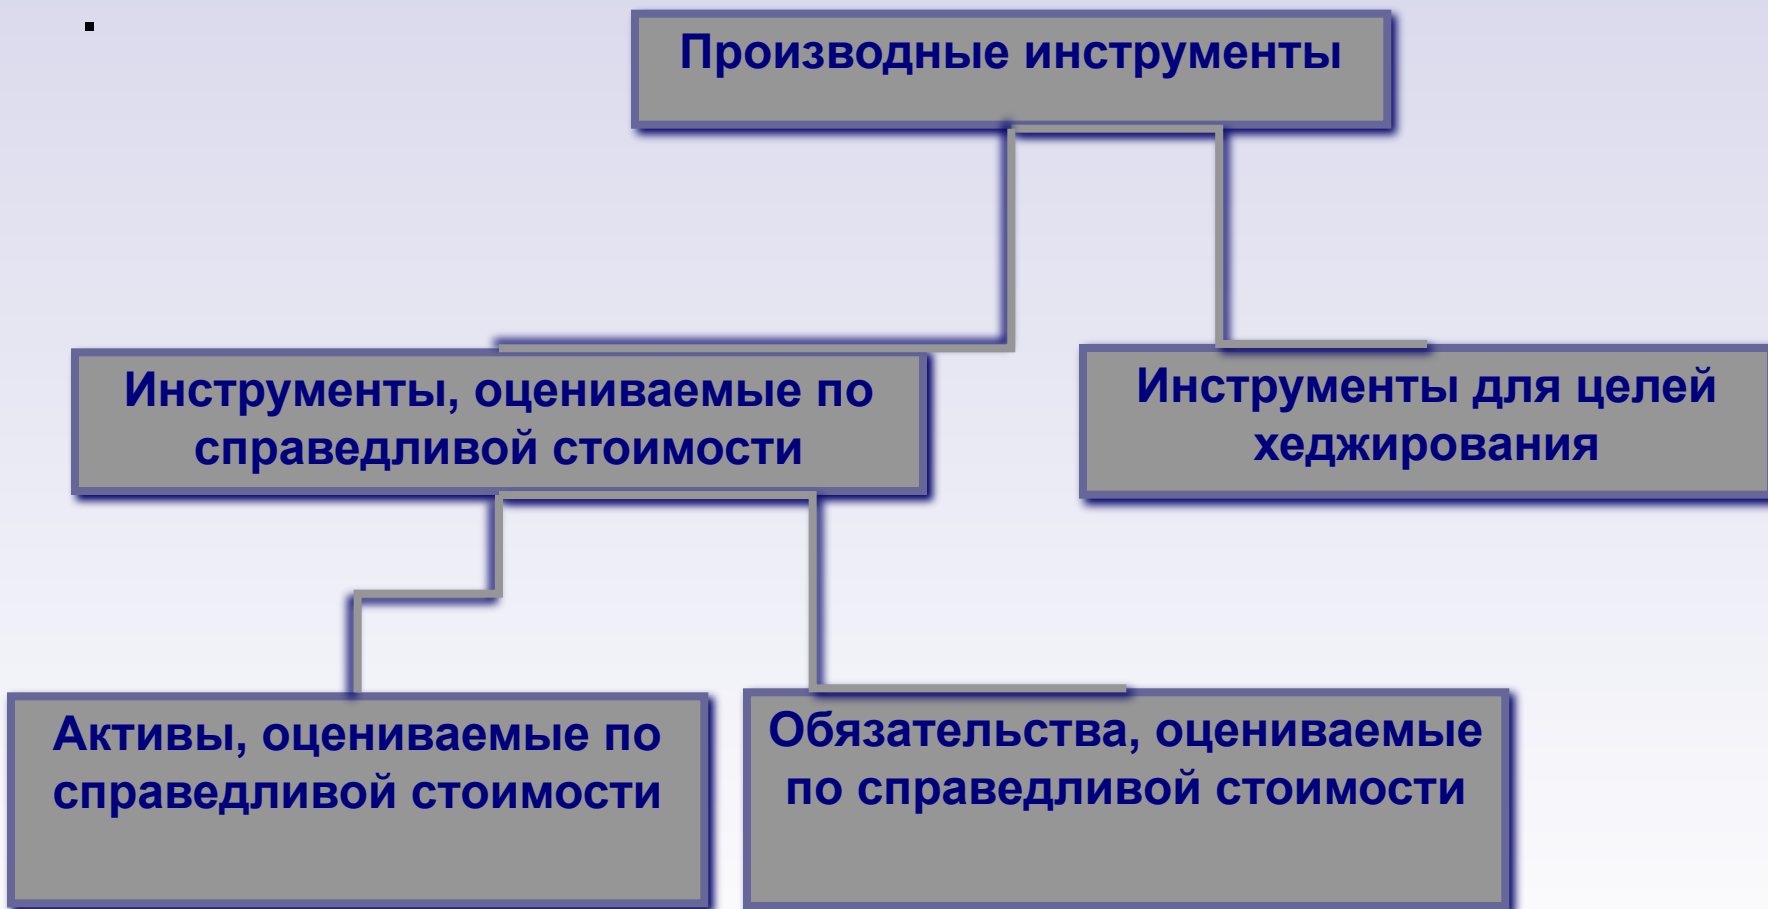 Производные инструменты
Инструменты, оцениваемые по
справедливой стоимости
Инструменты для целей
хеджирования
Активы, оцениваемые по
справедливой стоимости
Обязательства, оцениваемые
по справедливой стоимости